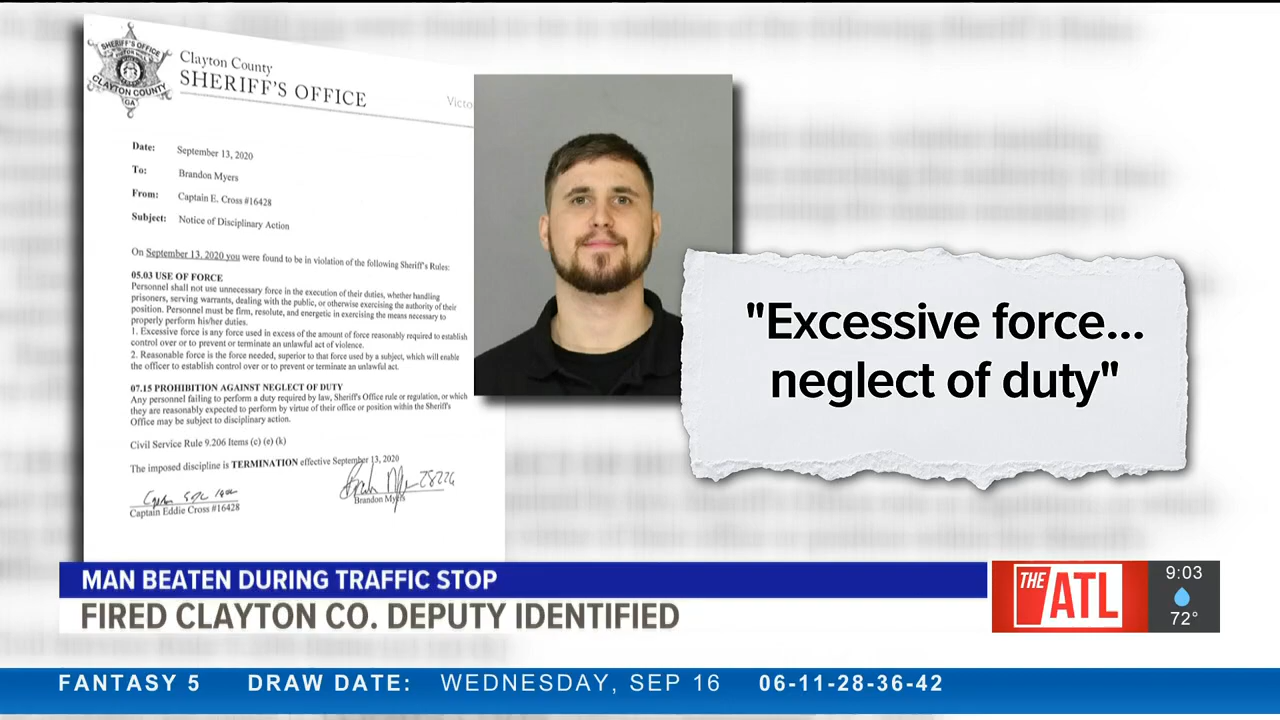 SHERIFF'S OFFICE
CLAYTON COUNTY
GA
Clayton County
SHERIFF'S OFFICE
Date: September 13, 2020
To: Brandon Myers
From: Captain E. Cross #16428
Subject: Notice of Disciplinary Action
On September 13, 2020 you were found to be in violation of the following Sheriff's Rules:
05.03 USE OF FORCE
Personnel shall not use unnecessary force in the execution of their duties, whether handling
prisoners, serving warrants, dealing with the public, or otherwise exercising the authority of their
position. Personnel must be firm, resolute, and energetic in exercising the means necessary to
properly perform his/her duties.
1. Excessive force is any force used in excess of the amount of force reasonably required to establish
control over or to prevent or terminate an unlawful act of violence.
2. Reasonable force is the force needed, superior to that force used by a subject, which will enable
the officer to establish control over or to prevent or terminate an unlawful act.
07.15 PROHIBITION AGAINST NEGLECT OF DUTY
Any personnel failing to perform a duty required by law, Sheriff's Office rule or regulation, or which
they are reasonably expected to perform by virtue of their office or position within the Sheriff's
Office may be subject to disciplinary action.
Civil Service Rule 9.206 Items (c) (e) (k)
The imposed discipline is TERMINATION effective September 13, 2020
Captain Eddie Cross #16428
Brandon Myers
"Excessive force...
neglect of duty"
MAN BEATEN DURING TRAFFIC STOP
FIRED CLAYTON CO. DEPUTY IDENTIFIED
THE ATL
9:03
72°
FANTASY 5 DRAW DATE: WEDNESDAY, SEP 16 06-11-28-36-42